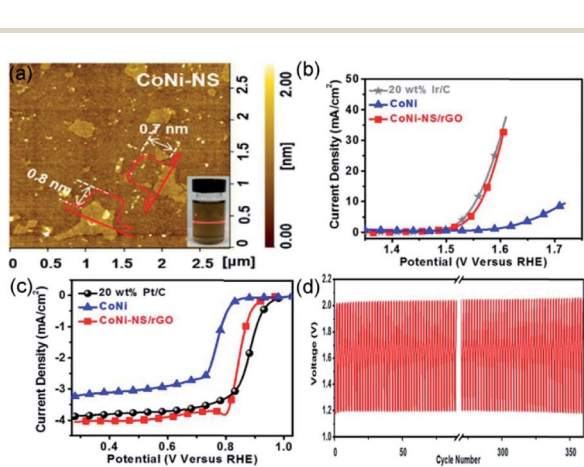 (a)
CoNi-NS
0.7 nm
0.8 nm
2.5
2
1.5
1
0.5
0
0 1 2 2.5 [μm]
2.00
[nm]
0.00
(b)
50
40
30
20
10
0
Current Density (mA/cm²)
20 wt% Ir/C
CoNi
CoNi-NS/rGO
1.4 1.5 1.6 1.7
Potential (V Versus RHE)
(c)
0
-1
-2
-3
-4
Current Density (mA/cm²)
20 wt% Pt/C
CoNi
CoNi-NS/rGO
0.4 0.6 0.8 1.0
Potential (V Versus RHE)
(d)
2.2
2.0
1.8
1.6
1.4
1.2
1.0
Voltage (V)
0 50 300 350
Cycle Number